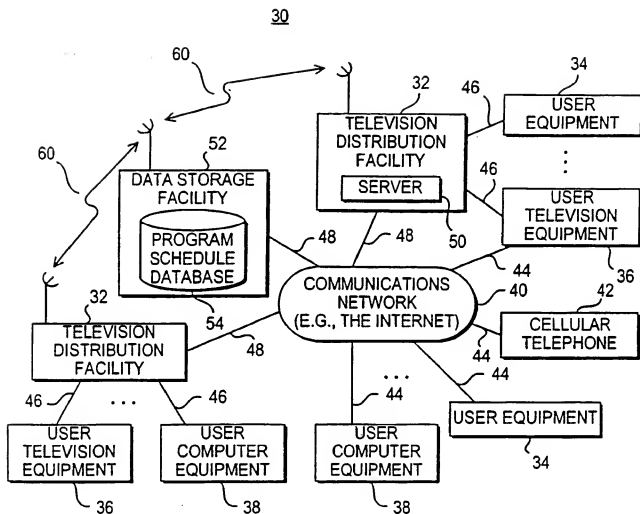 30
60
32
34
46
USER EQUIPMENT
TELEVISION
DISTRIBUTION
FACILITY
SERVER
52
60
DATA STORAGE
FACILITY
PROGRAM
SCHEDULE
DATABASE
46
USER
TELEVISION
EQUIPMENT
48
48
50
44
36
COMMUNICATIONS
NETWORK
(E.G., THE INTERNET)
40
42
CELLULAR
TELEPHONE
44
32
54
TELEVISION
DISTRIBUTION
FACILITY
48
46
...
46
...
44
44
USER
TELEVISION
EQUIPMENT
USER
COMPUTER
EQUIPMENT
USER
COMPUTER
EQUIPMENT
USER EQUIPMENT
34
36
38
38